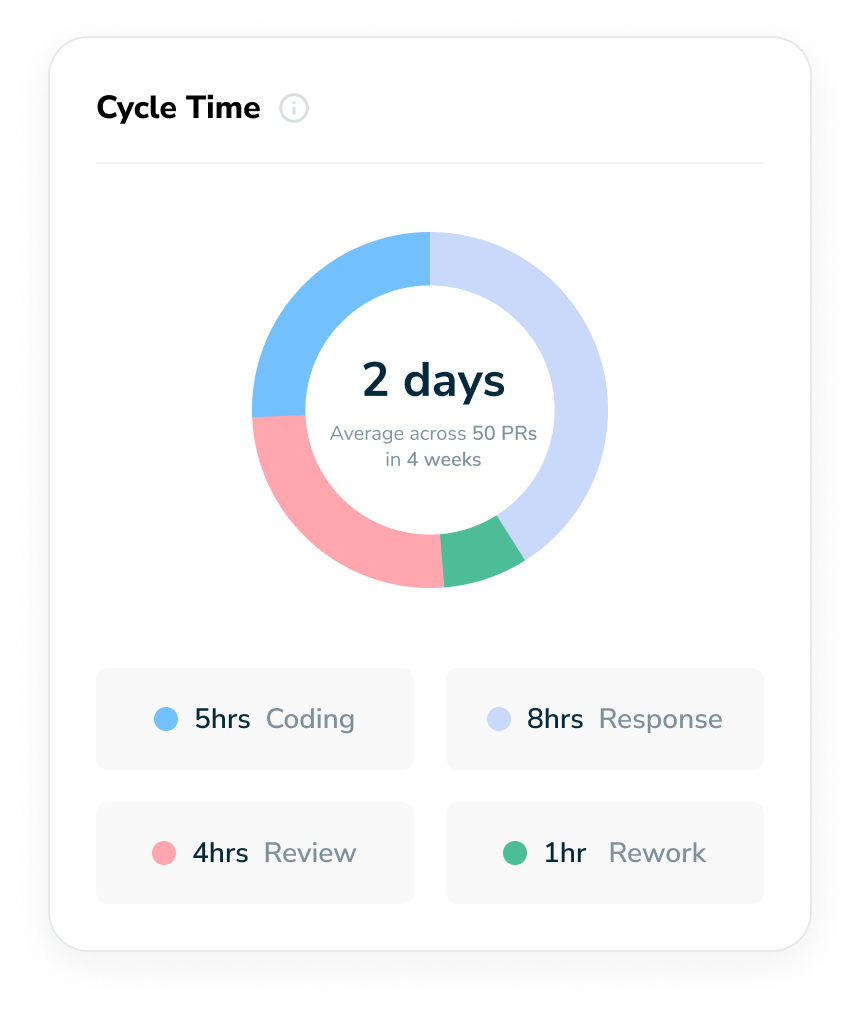 Cycle Time
2 days
Average across 50 PRs
in 4 weeks
5hrs Coding
8hrs Response
4hrs Review
1hr Rework